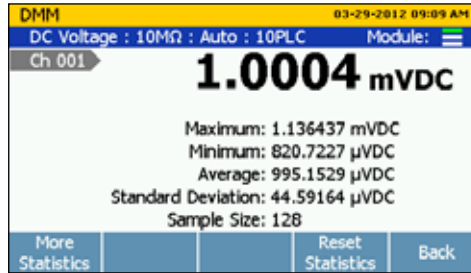 DMM 03-29-2012 09:09 AM
DC Voltage : 10MΩ : Auto : 10PLC Module:
Ch 001
1.0004 mVDC
Maximum: 1.136437 mVDC
Minimum: 820.7227 µVDC
Average: 995.1529 µVDC
Standard Deviation: 44.59164 µVDC
Sample Size: 128
More Statistics
Reset Statistics
Back